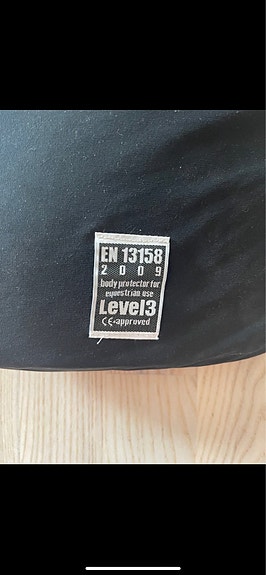 EN 13158
2009
body protector for
equestrian use
Level3
CE-approved